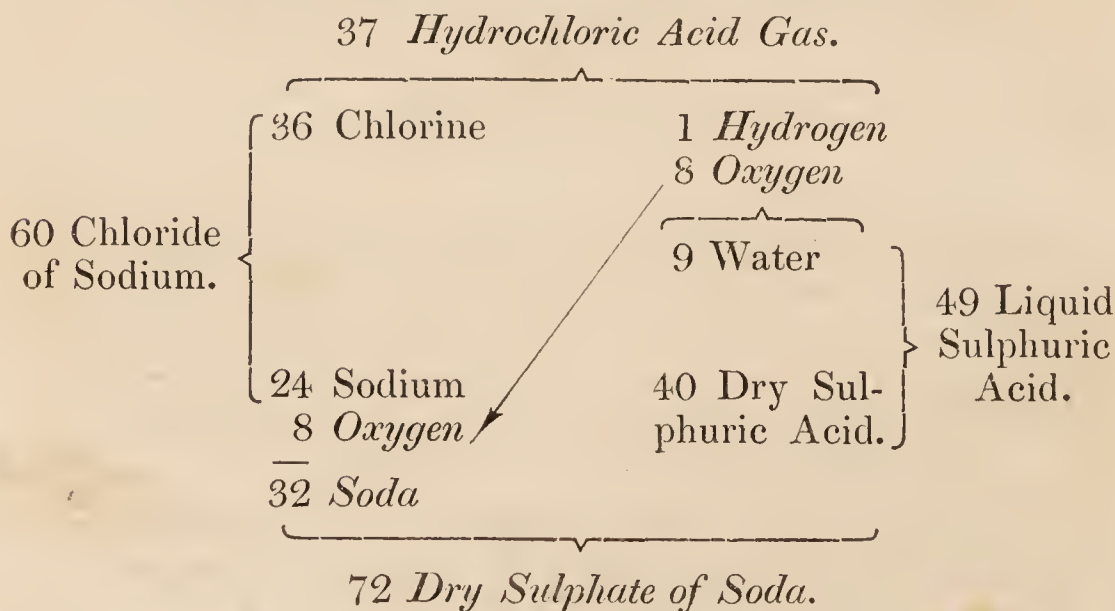 37 Hydrochloric Acid Gas.
36 Chlorine
1 Hydrogen
8 Oxygen
60 Chloride
of Sodium.
9 Water
49 Liquid
Sulphuric
Acid.
24 Sodium
8 Oxygen
40 Dry Sul-
phuric Acid.
32 Soda
72 Dry Sulphate of Soda.